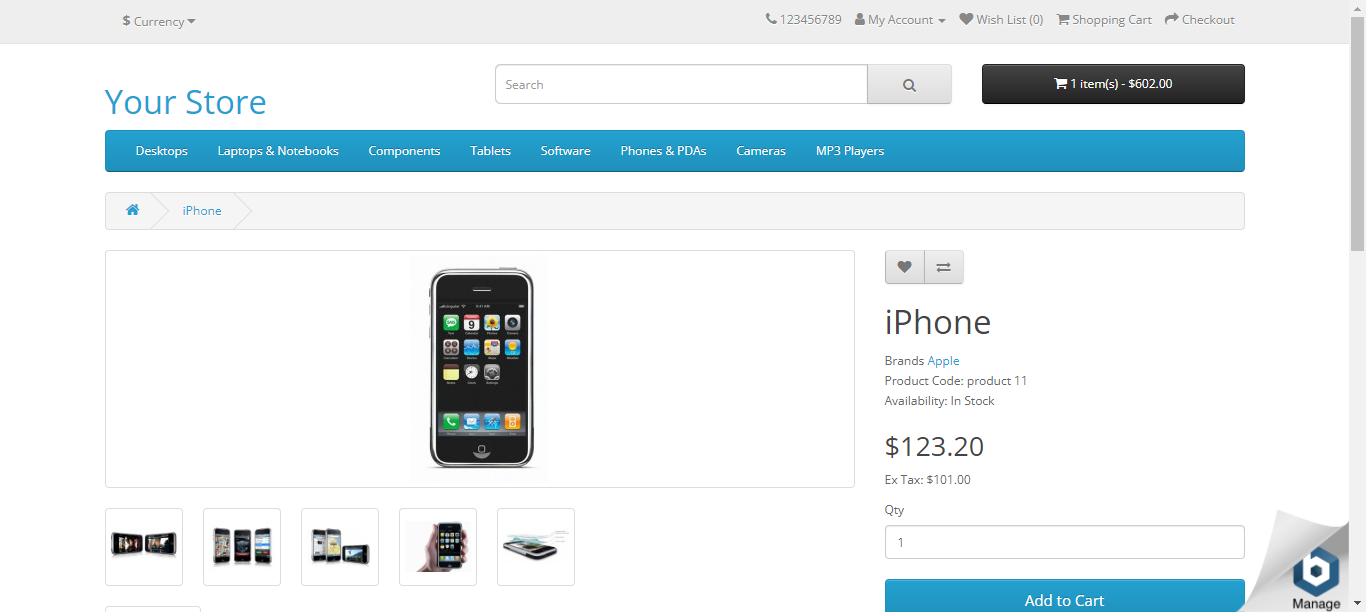 $ Currency
123456789 My Account Wish List (0) Shopping Cart Checkout
Your Store
Search
1 item(s) - $602.00
Desktops Laptops & Notebooks Components Tablets Software Phones & PDAs Cameras MP3 Players
iPhone
iPhone
Brands Apple
Product Code: product 11
Availability: In Stock
$123.20
Ex Tax: $101.00
Qty
1
Add to Cart
Manage